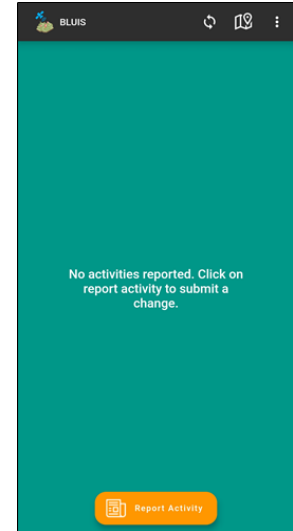 BLUIS
No activities reported. Click on
report activity to submit a
change.
Report Activity